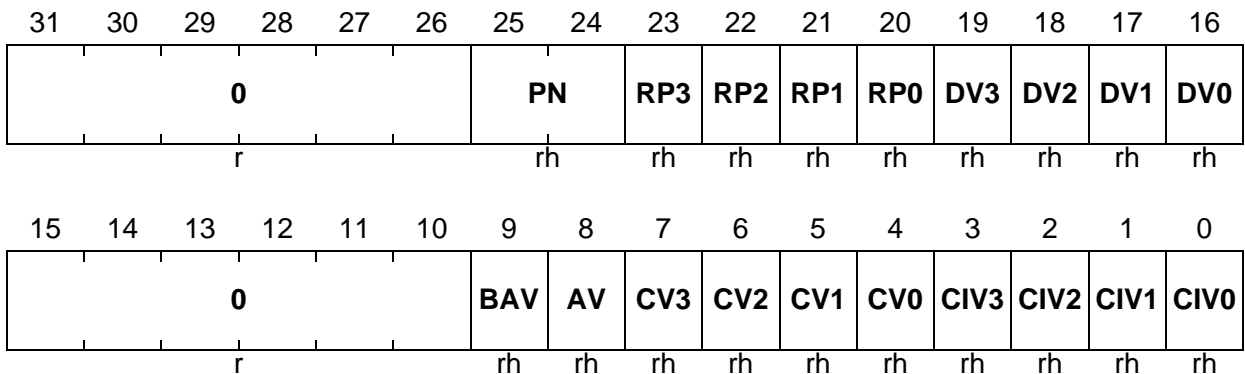 31 30 29 28 27 26 25 24 23 22 21 20 19 18 17 16
0 PN RP3 RP2 RP1 RP0 DV3 DV2 DV1 DV0
r rh rh rh rh rh rh rh rh rh
15 14 13 12 11 10 9 8 7 6 5 4 3 2 1 0
0 BAV AV CV3 CV2 CV1 CV0 CIV3 CIV2 CIV1 CIV0
r rh rh rh rh rh rh rh rh rh rh